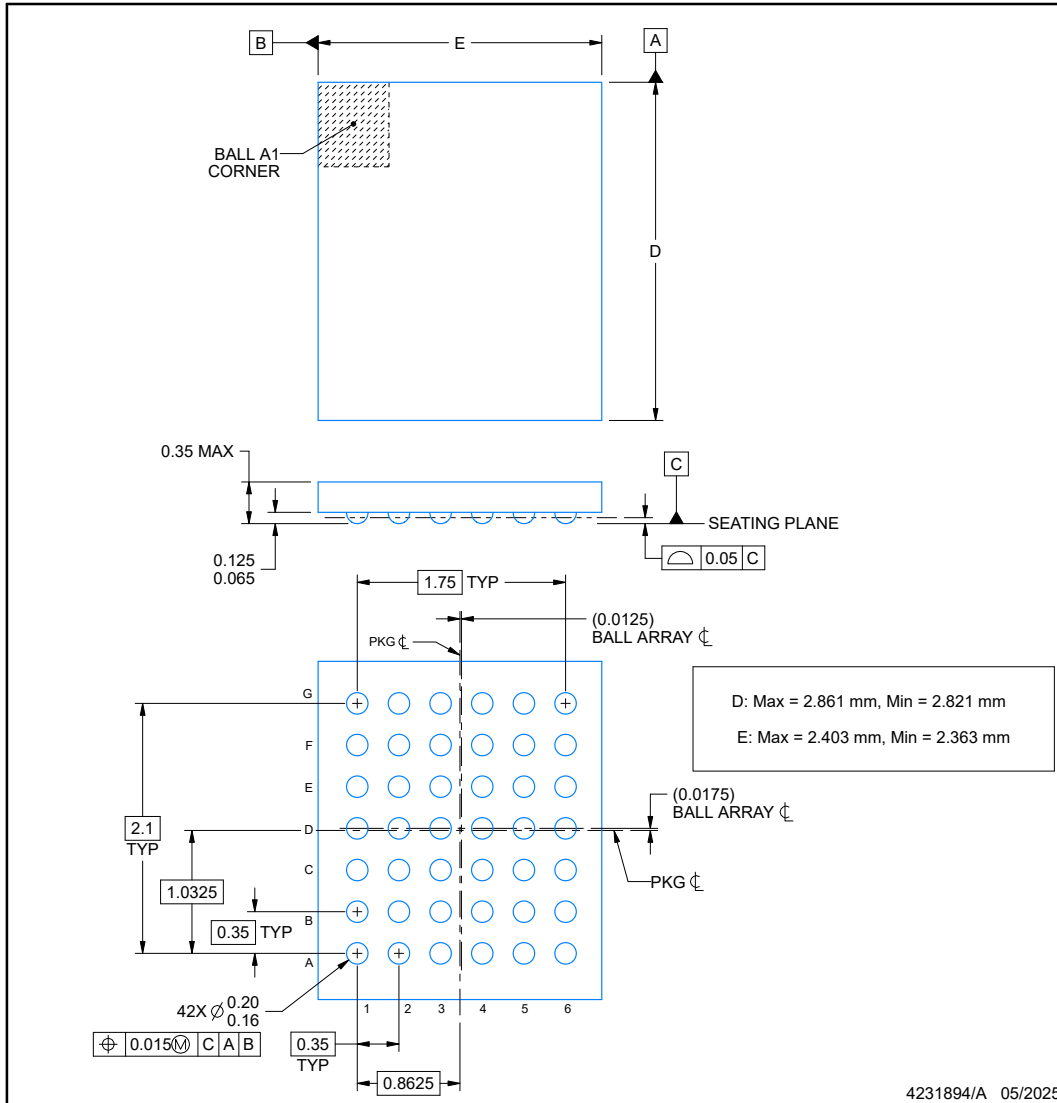 B
E
A
BALL A1
CORNER
D
0.35 MAX
C
SEATING PLANE
0.125
0.065
0.05 C
1.75 TYP
(0.0125)
BALL ARRAY ℄
PKG ℄
G
F
E
D
C
B
A
D: Max = 2.861 mm, Min = 2.821 mm
E: Max = 2.403 mm, Min = 2.363 mm
(0.0175)
BALL ARRAY ℄
PKG ℄
2.1
TYP
1.0325
0.35 TYP
42X ⌀ 0.20
0.16
1 2 3 4 5 6
⌖ 0.015Ⓜ C A B
0.35
TYP
0.8625
4231894/A 05/2025